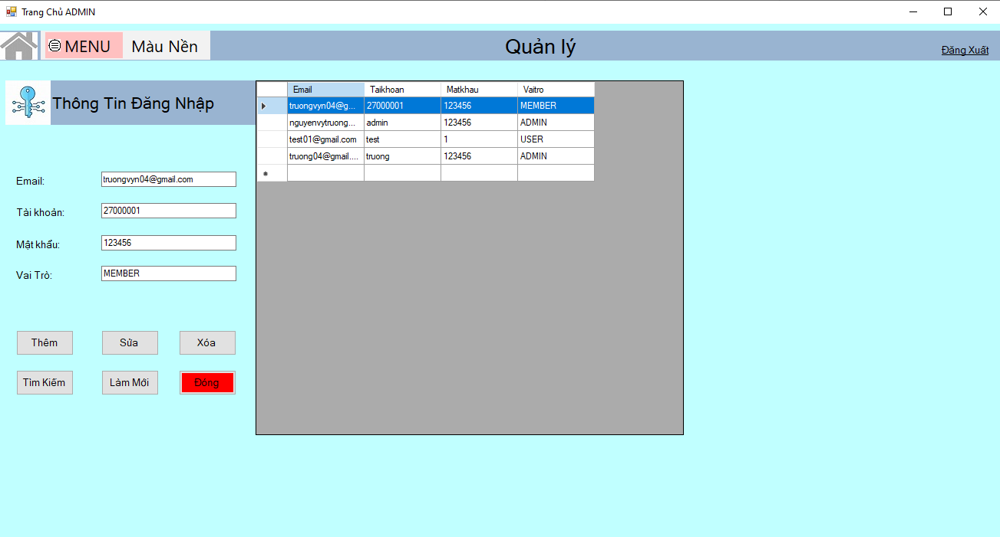 Trang Chủ ADMIN
MENU Màu Nền Quản lý Đăng Xuất
Thông Tin Đăng Nhập
Email: truongvyn04@gmail.com
Tài khoản: 27000001
Mật khẩu: 123456
Vai Trò: MEMBER
Thêm Sửa Xóa
Tìm Kiếm Làm Mới Đóng
Email Taikhoan Matkhau Vaitro
truongvyn04@g... 27000001 123456 MEMBER
nguyenvytruong... admin 123456 ADMIN
test01@gmail.com test 1 USER
truong04@gmail.... truong 123456 ADMIN